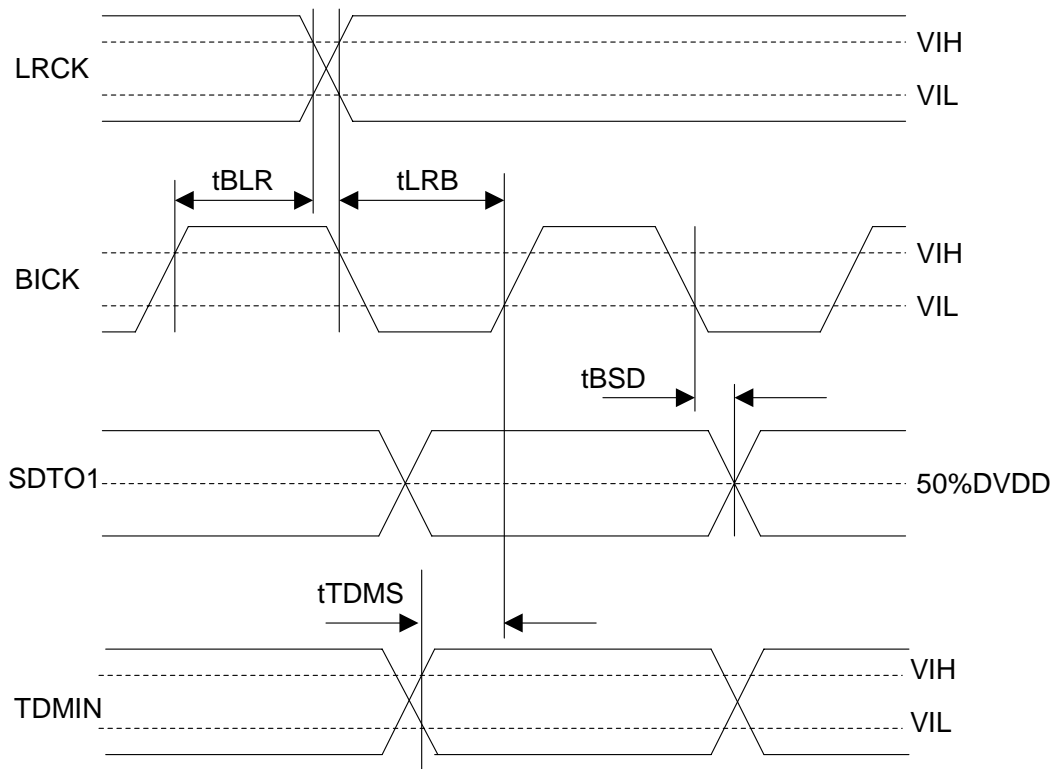 LRCK
VIH
VIL
tBLR
tLRB
BICK
VIH
VIL
tBSD
SDTO1
50%DVDD
tTDMS
TDMIN
VIH
VIL